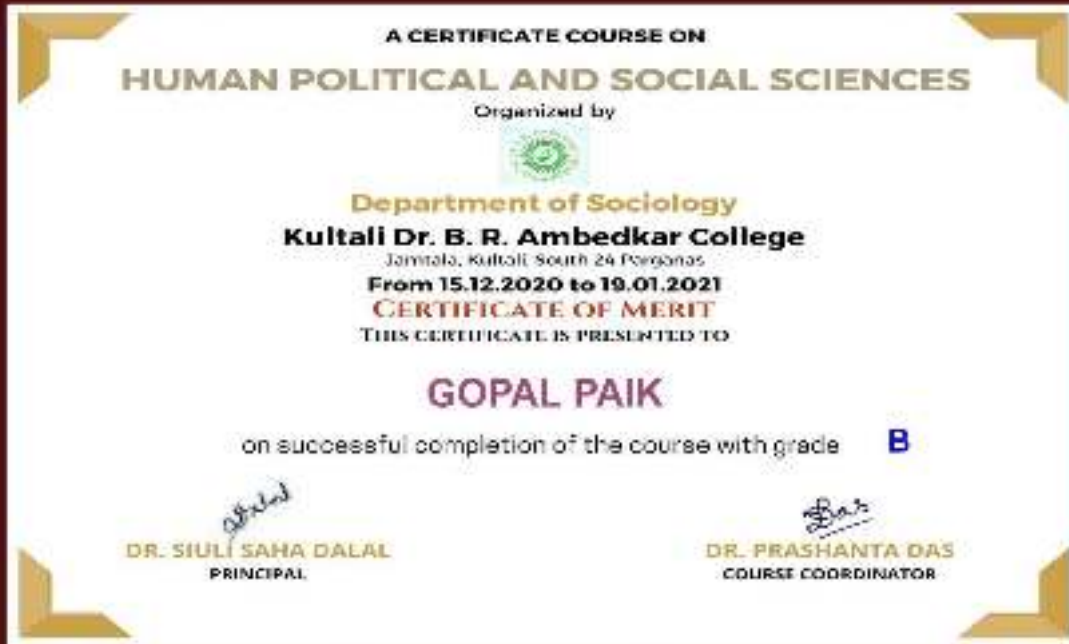 A CERTIFICATE COURSE ON
HUMAN POLITICAL AND SOCIAL SCIENCES
Organized by
Department of Sociology
Kultali Dr. B. R. Ambedkar College
Jamtala, Kultali, South 24 Parganas
From 15.12.2020 to 19.01.2021
CERTIFICATE OF MERIT
THIS CERTIFICATE IS PRESENTED TO
GOPAL PAIK
on successful completion of the course with grade B
DR. SIULI SAHA DALAL
PRINCIPAL
Das
DR. PRASHANTA DAS
COURSE COORDINATOR